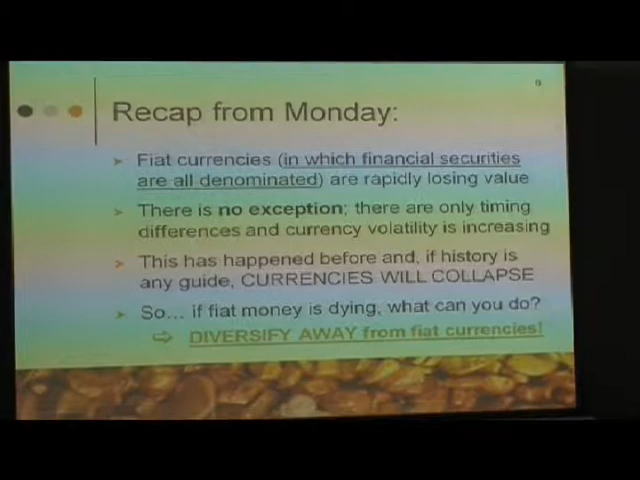 9
Recap from Monday:
➤ Fiat currencies (in which financial securities
are all denominated) are rapidly losing value
➤ There is no exception; there are only timing
differences and currency volatility is increasing
➤ This has happened before and, if history is
any guide, CURRENCIES WILL COLLAPSE
➤ So... if fiat money is dying, what can you do?
⇨ DIVERSIFY AWAY from fiat currencies!